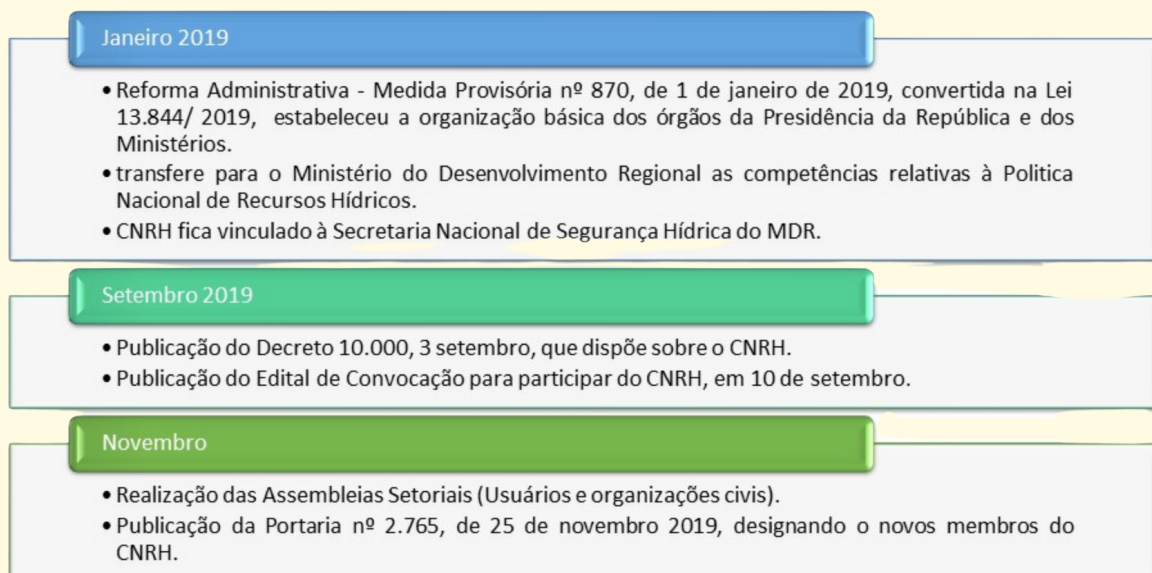 Janeiro 2019
• Reforma Administrativa - Medida Provisória nº 870, de 1 de janeiro de 2019, convertida na Lei
13.844/ 2019, estabeleceu a organização básica dos órgãos da Presidência da República e dos
Ministérios.
• transfere para o Ministério do Desenvolvimento Regional as competências relativas à Politica
Nacional de Recursos Hídricos.
• CNRH fica vinculado à Secretaria Nacional de Segurança Hídrica do MDR.
Setembro 2019
• Publicação do Decreto 10.000, 3 setembro, que dispõe sobre o CNRH.
• Publicação do Edital de Convocação para participar do CNRH, em 10 de setembro.
Novembro
• Realização das Assembleias Setoriais (Usuários e organizações civis).
• Publicação da Portaria nº 2.765, de 25 de novembro 2019, designando o novos membros do
CNRH.